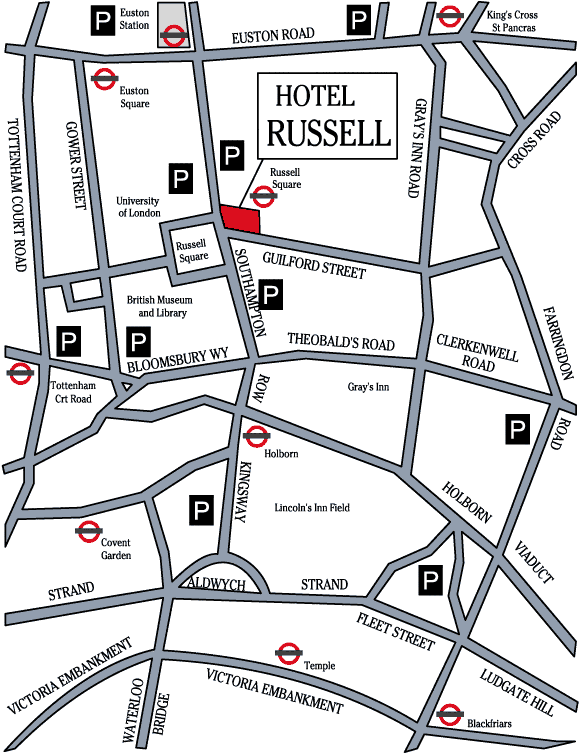 P
Euston
Station
P
King's Cross
St Pancras
EUSTON ROAD
Euston
Square
HOTEL
RUSSELL
TOTTENHAM COURT ROAD
GOWER STREET
GRAY'S INN ROAD
CROSS ROAD
P
P
Russell
Square
University
of London
Russell
Square
SOUTHAMPTON
GUILFORD STREET
P
British Museum
and Library
FARRINGDON
P
P
BLOOMSBURY WY
THEOBALD'S ROAD
CLERKENWELL
ROAD
Tottenham
Crt Road
ROW
Gray's Inn
ROAD
P
Holborn
KINGSWAY
HOLBORN
P
Lincoln's Inn Field
VIADUCT
Covent
Garden
STRAND
ALDWYCH
STRAND
P
FLEET STREET
VICTORIA EMBANKMENT
Temple
VICTORIA EMBANKMENT
LUDGATE HILL
WATERLOO
BRIDGE
Blackfriars